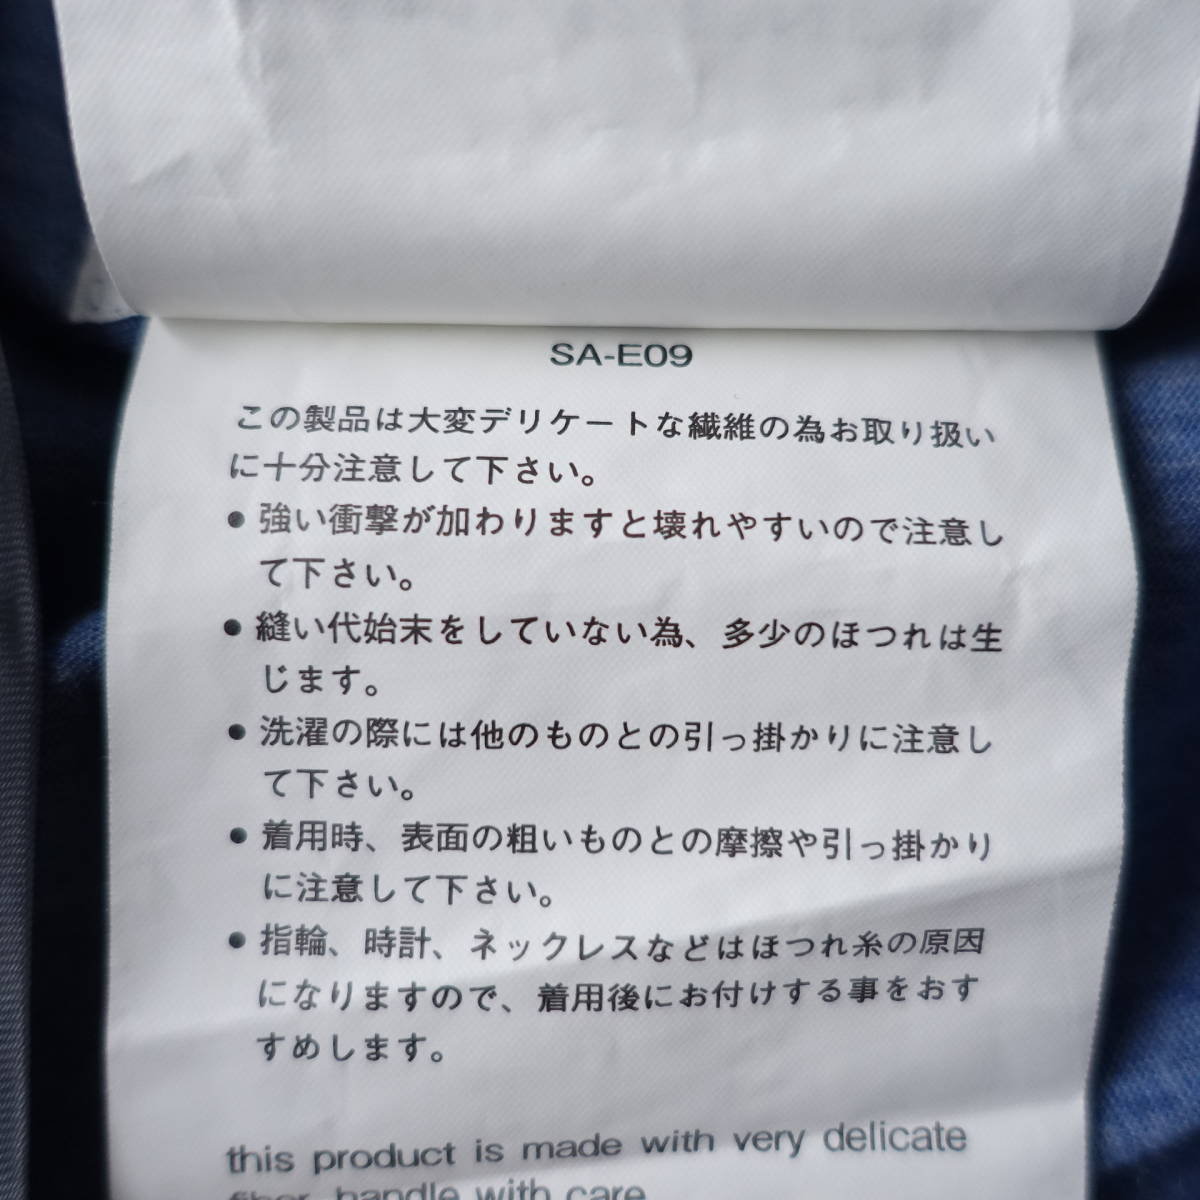 SA-E09
この製品は大変デリケートな繊維の為お取り扱い
に十分注意して下さい。
● 強い衝撃が加わりますと壊れやすいので注意し
て下さい。
● 縫い代始末をしていない為、多少のほつれは生
じます。
● 洗濯の際には他のものとの引っ掛かりに注意し
て下さい。
● 着用時、表面の粗いものとの摩擦や引っ掛かり
に注意して下さい。
● 指輪、時計、ネックレスなどはほつれ糸の原因
になりますので、着用後にお付けする事をおす
すめします。
this product is made with very delicate
fiber, handle with care